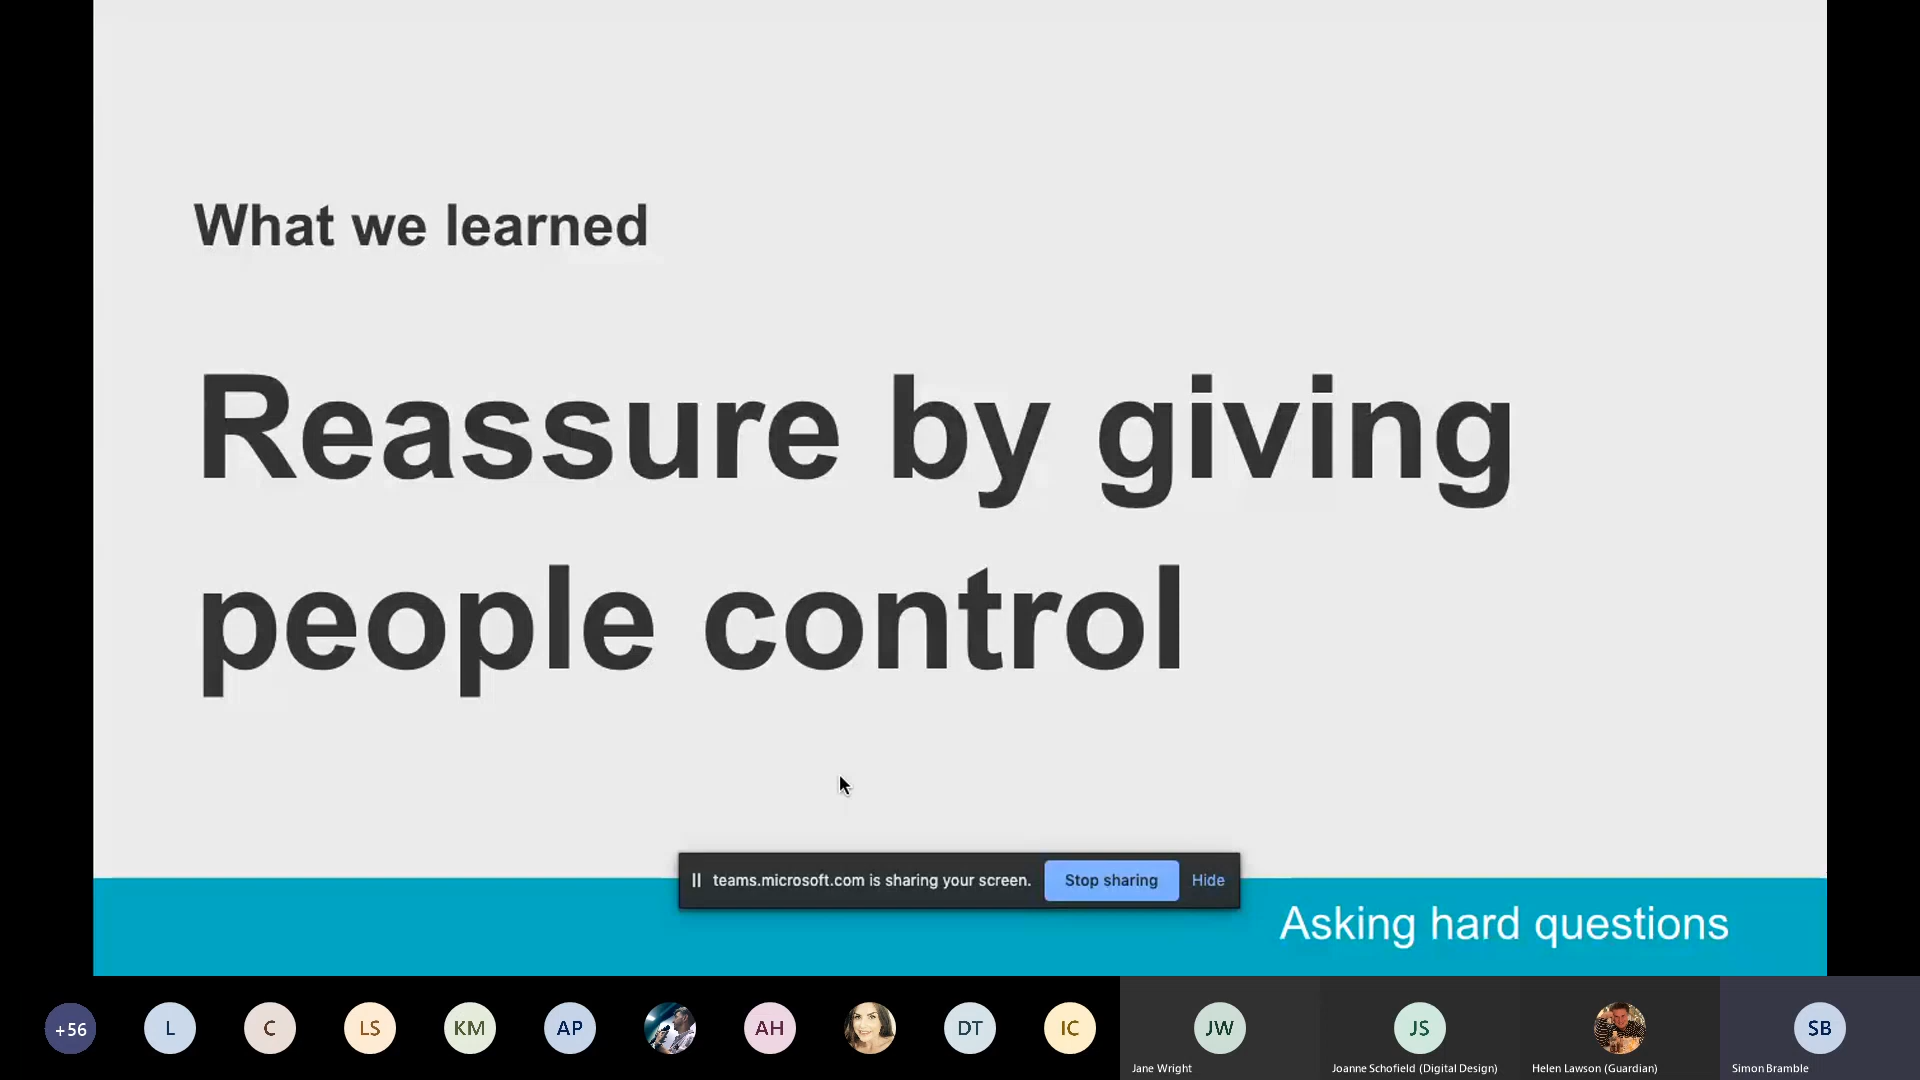 What we learned
Reassure by giving
people control
teams.microsoft.com is sharing your screen.
Stop sharing
Hide
Asking hard questions
+56
L
C
LS
KM
AP
AH
DT
IC
JW
JS
SB
Jane Wright
Joanne Schofield (Digital Design)
Helen Lawson (Guardian)
Simon Bramble